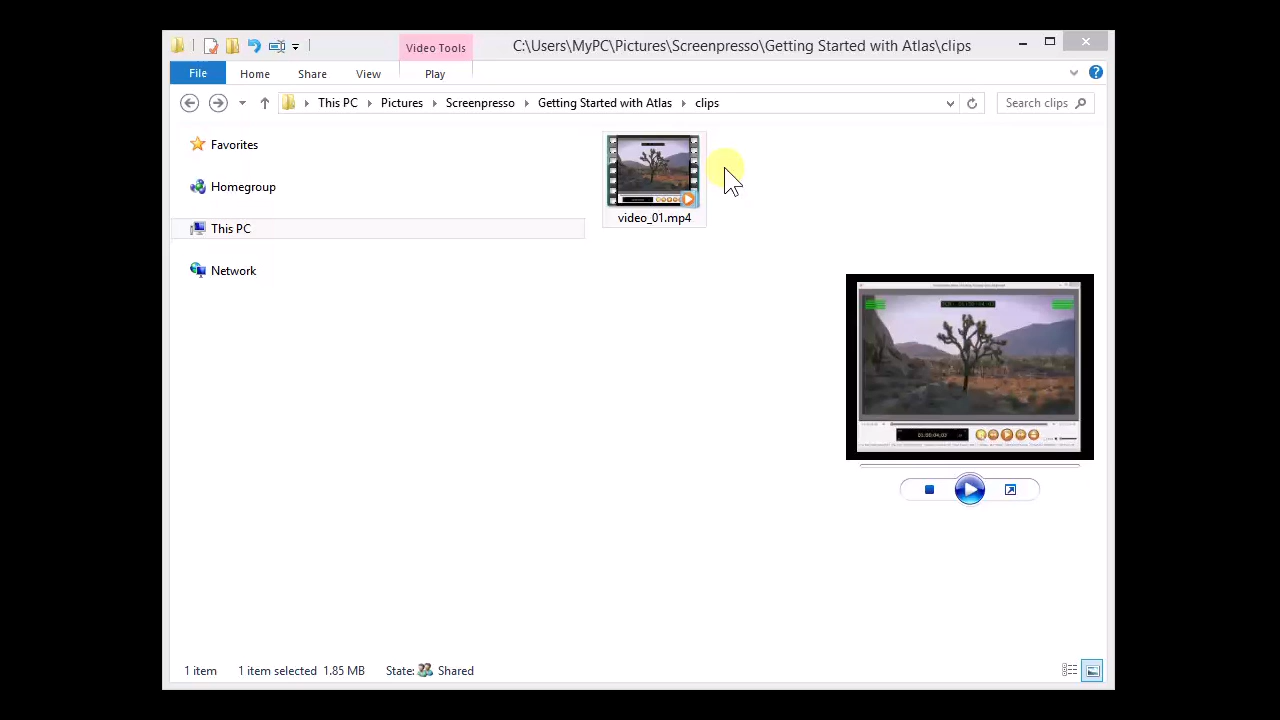 Video Tools
C:\Users\MyPC\Pictures\Screenpresso\Getting Started with Atlas\clips
File
Home
Share
View
Play
This PC
Pictures
Screenpresso
Getting Started with Atlas
clips
Search clips
Favorites
Homegroup
This PC
Network
video_01.mp4
1 item
1 item selected
1.85 MB
State:
Shared